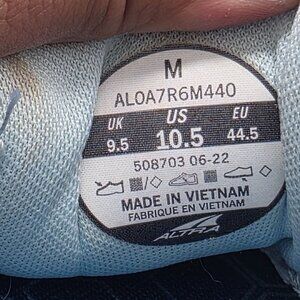 M
AL0A7R6M440
UK US EU
9.5 10.5 44.5
508703 06-22
MADE IN VIETNAM
FABRIQUE EN VIETNAM
ALTRA